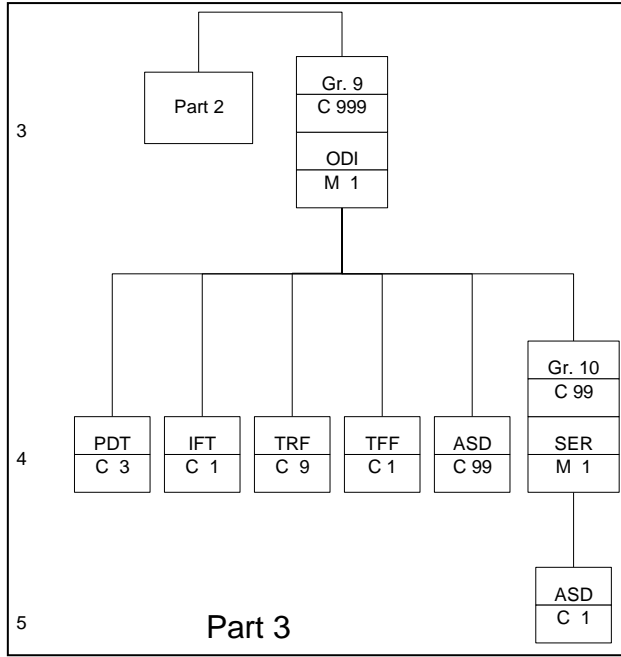 Part 2
Gr. 9
C 999
3
ODI
M 1
Gr. 10
C 99
4
PDT
IFT
TRF
TFF
ASD
SER
C 3
C 1
C 9
C 1
C 99
M 1
ASD
C 1
5
Part 3